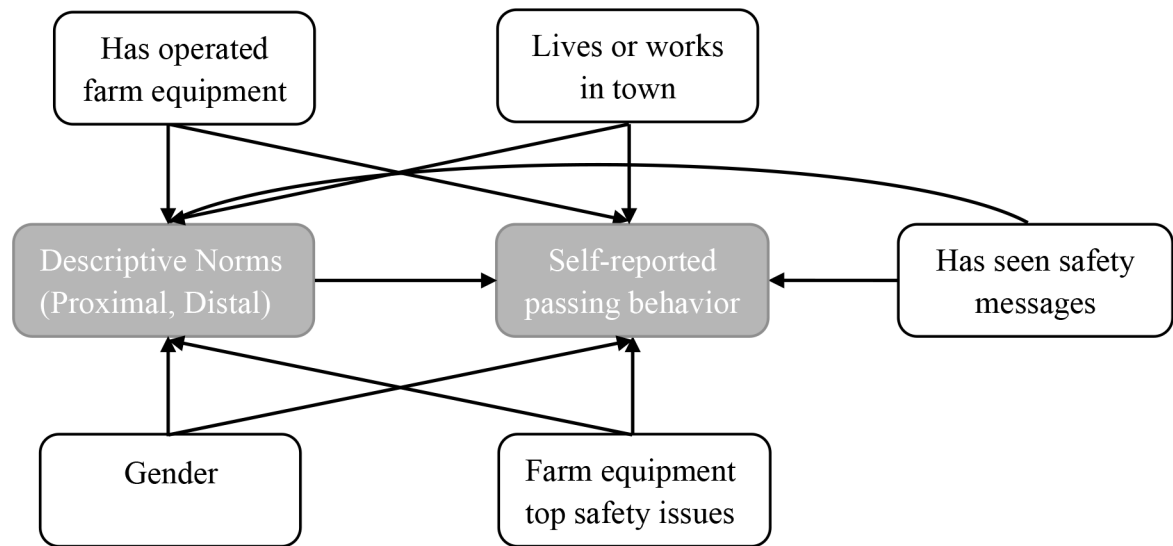 Has operated
farm equipment
Lives or works
in town
Descriptive Norms
(Proximal, Distal)
Self-reported
passing behavior
Has seen safety
messages
Gender
Farm equipment
top safety issues